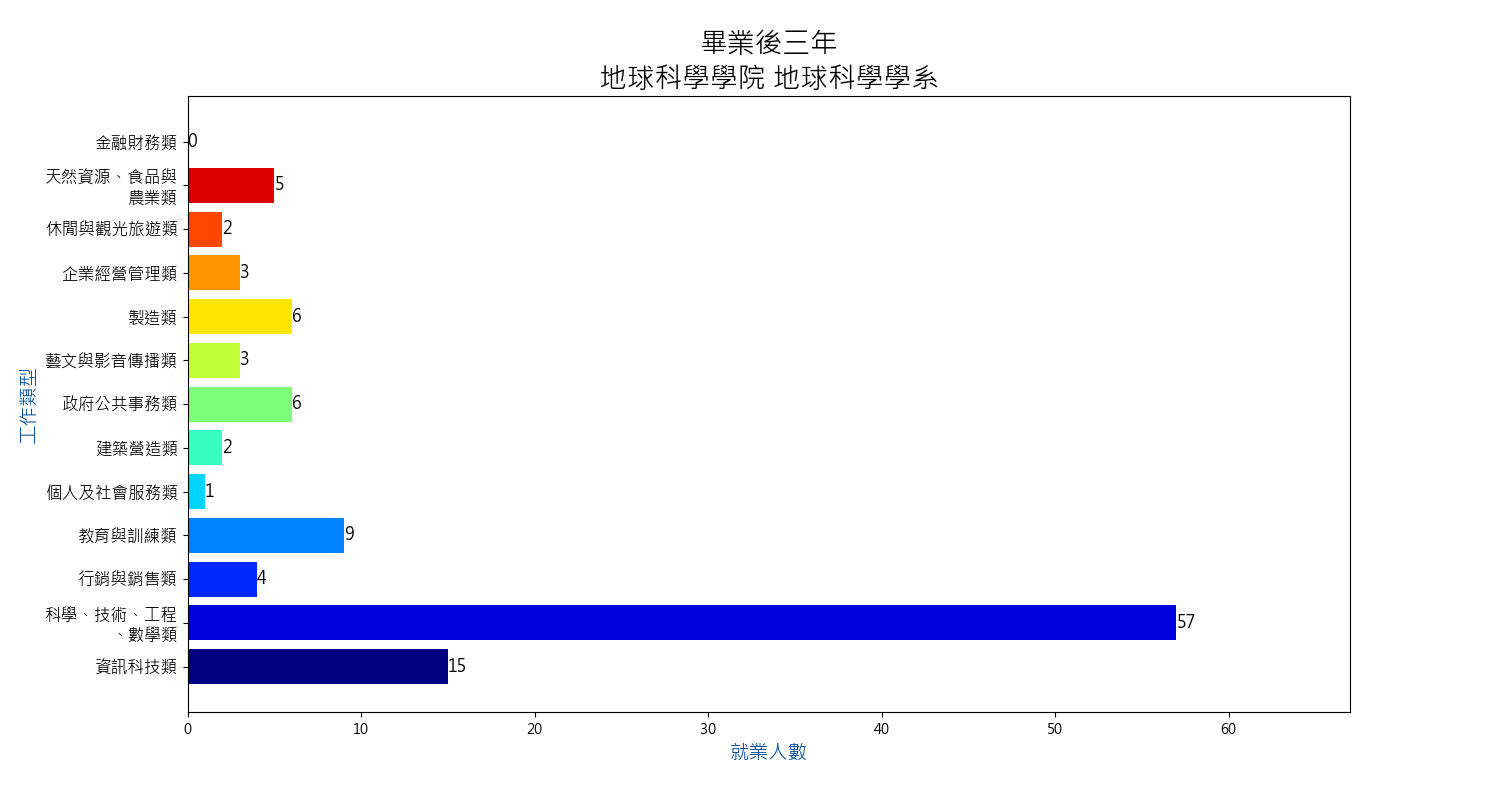 畢業後三年
地球科學學院 地球科學學系
金融財務類
0
天然資源、食品與
農業類
5
休閒與觀光旅遊類
2
企業經營管理類
3
製造類
6
藝文與影音傳播類
3
政府公共事務類
6
建築營造類
2
個人及社會服務類
1
教育與訓練類
9
行銷與銷售類
4
科學、技術、工程
、數學類
57
資訊科技類
15
工作類型
0 10 20 30 40 50 60
就業人數